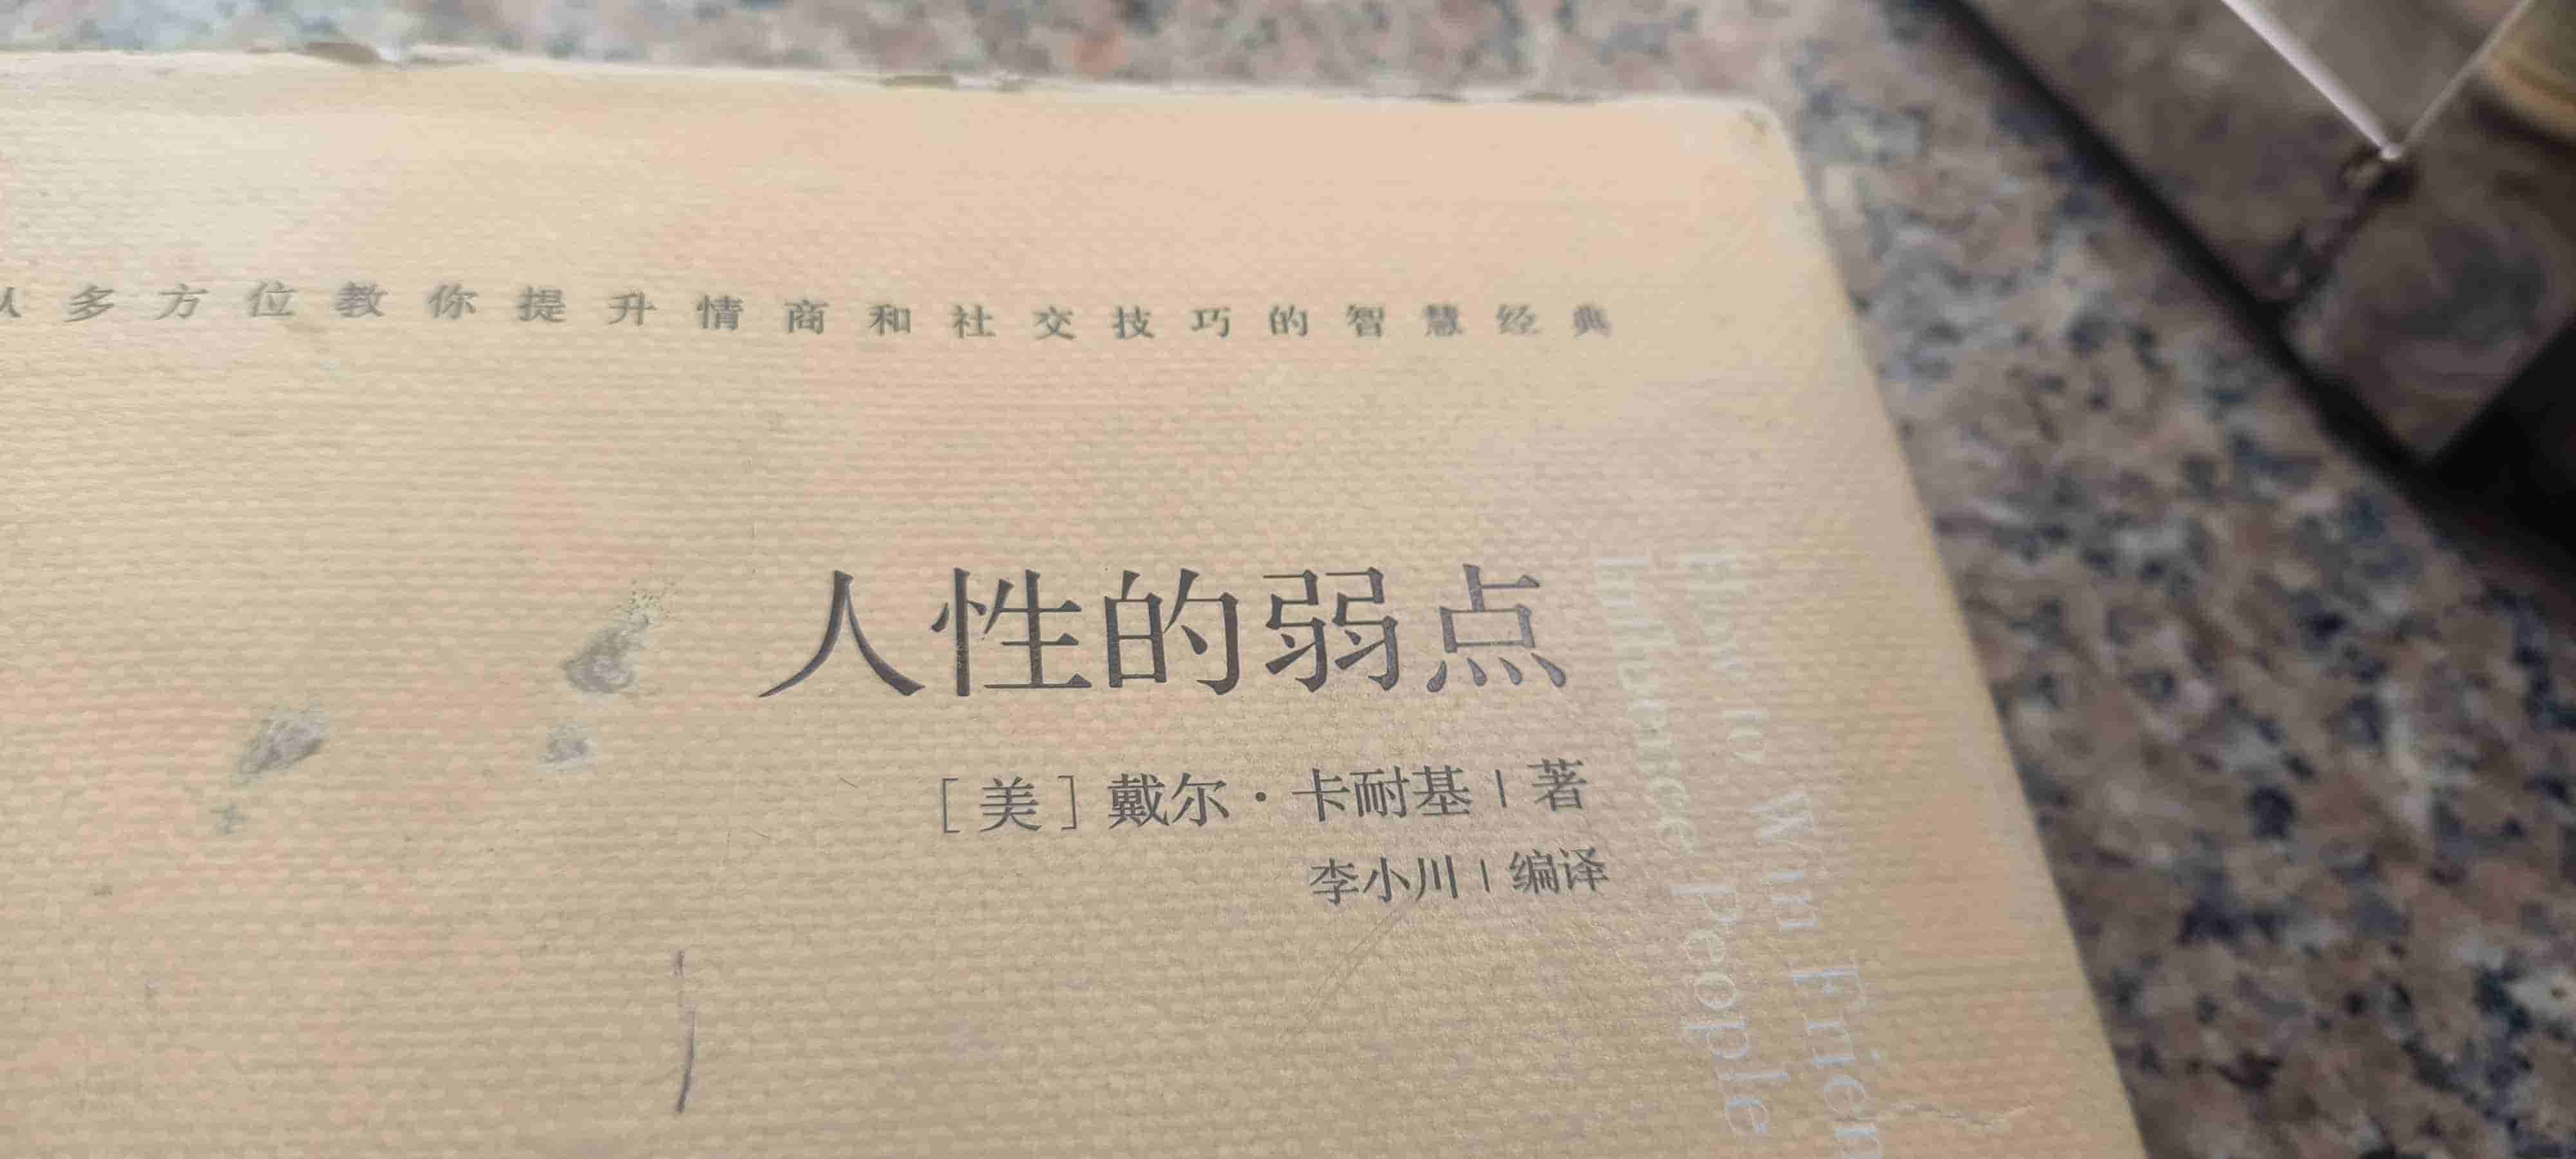 从多方位教你提升情商和社交技巧的智慧经典
人性的弱点
[美]戴尔·卡耐基|著
李小川|编译
How to Win Frien
Influence People